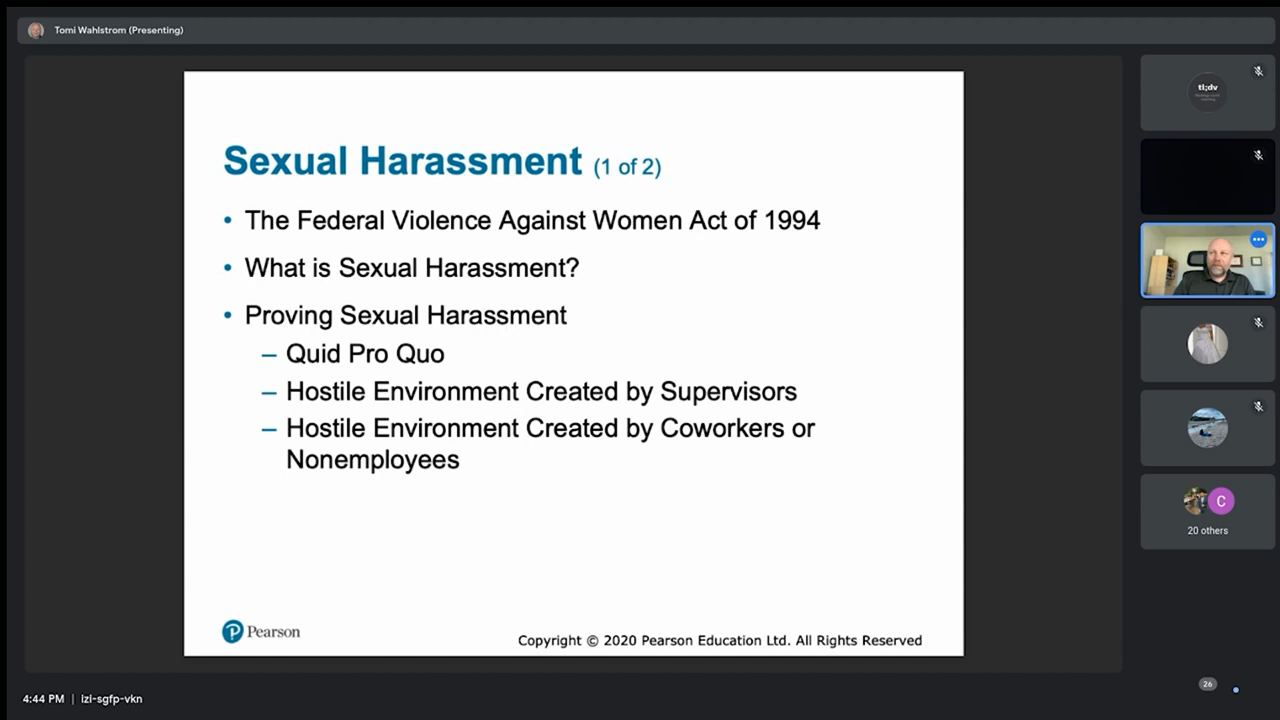 Tomi Wahlstrom (Presenting)
Sexual Harassment (1 of 2)
• The Federal Violence Against Women Act of 1994
• What is Sexual Harassment?
• Proving Sexual Harassment
– Quid Pro Quo
– Hostile Environment Created by Supervisors
– Hostile Environment Created by Coworkers or
Nonemployees
P Pearson
Copyright © 2020 Pearson Education Ltd. All Rights Reserved
tl;dv
C
20 others
4:44 PM | izi-sgfp-vkn
26